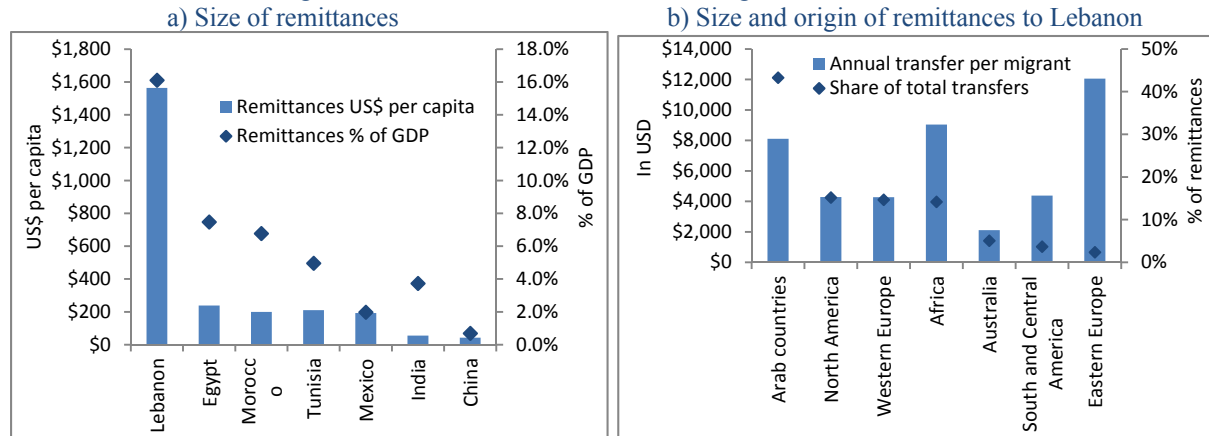 a) Size of remittances
$1,800
$1,600
$1,400
$1,200
$1,000
$800
$600
$400
$200
$0
US$ per capita
18.0%
16.0%
14.0%
12.0%
10.0%
8.0%
6.0%
4.0%
2.0%
0.0%
% of GDP
Remittances US$ per capita
Remittances % of GDP
Lebanon
Egypt
Morocc
o
Tunisia
Mexico
India
China
b) Size and origin of remittances to Lebanon
$14,000
$12,000
$10,000
$8,000
$6,000
$4,000
$2,000
$0
In USD
50%
40%
30%
20%
10%
0%
% of remittances
Annual transfer per migrant
Share of total transfers
Arab countries
North America
Western Europe
Africa
Australia
South and Central
America
Eastern Europe